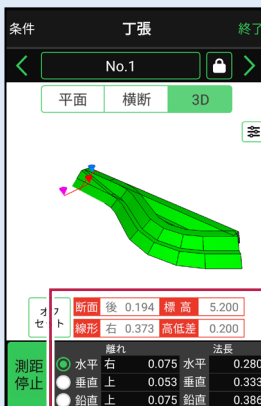 条件 丁張 終了
No.1
平面 横断 3D
オフセット 断面 後 0.194 標高 5.200
線形 右 0.373 高低差 0.200
離れ 法長
測距停止 水平 右 0.075 水平 0.280
垂直 上 0.053 垂直 0.333
鉛直 上 0.075 鉛直 0.386